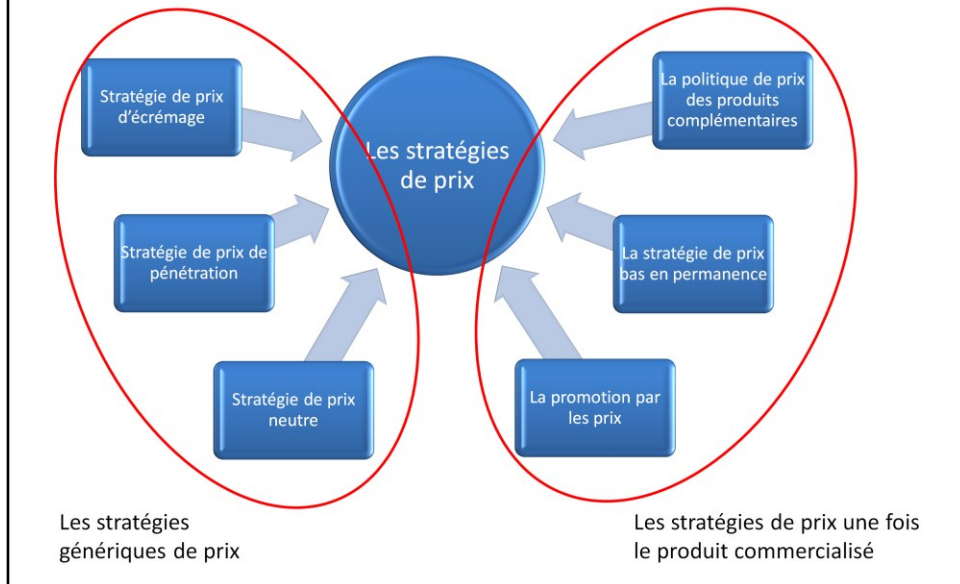 Stratégie de prix
d'écrémage
Stratégie de prix de
pénétration
Stratégie de prix
neutre
Les stratégies
de prix
La politique de prix
des produits
complémentaires
La stratégie de prix
bas en permanence
La promotion par
les prix
Les stratégies
génériques de prix
Les stratégies de prix une fois
le produit commercialisé